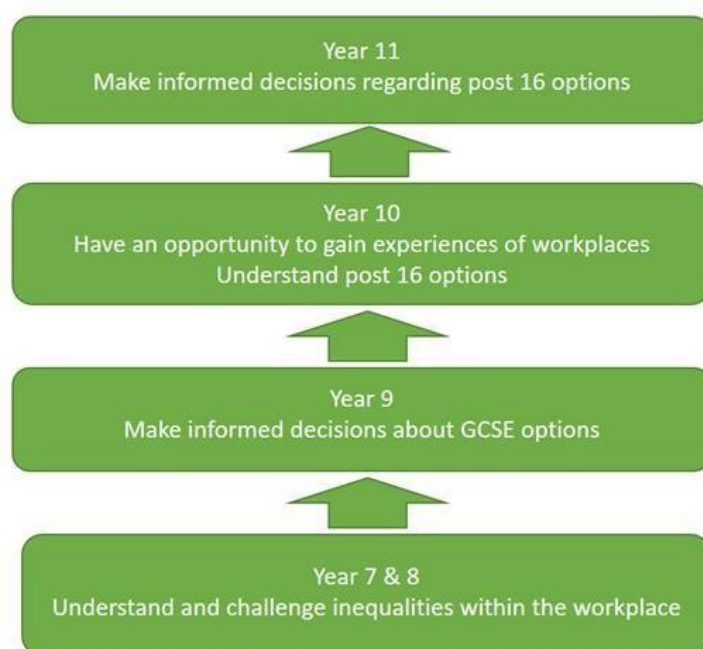 Year 11
Make informed decisions regarding post 16 options
Year 10
Have an opportunity to gain experiences of workplaces
Understand post 16 options
Year 9
Make informed decisions about GCSE options
Year 7 & 8
Understand and challenge inequalities within the workplace